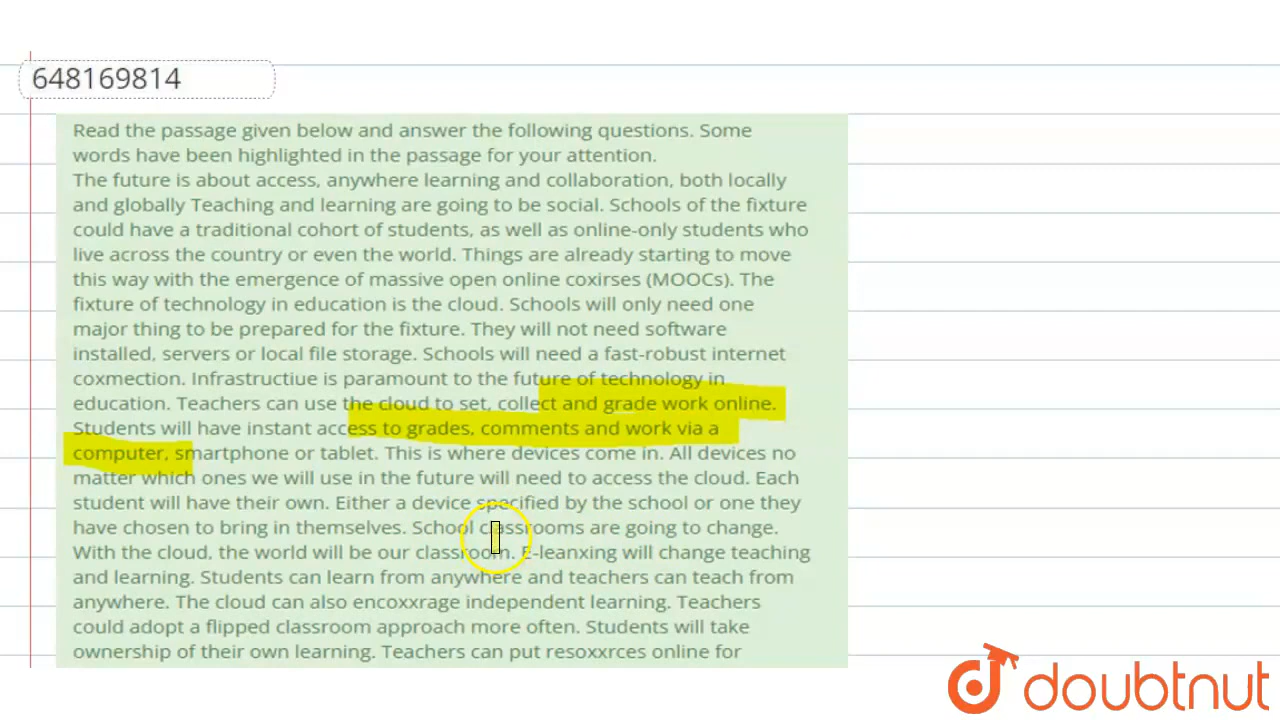 648169814
Read the passage given below and answer the following questions. Some
words have been highlighted in the passage for your attention.
The future is about access, anywhere learning and collaboration, both locally
and globally Teaching and learning are going to be social. Schools of the fixture
could have a traditional cohort of students, as well as online-only students who
live across the country or even the world. Things are already starting to move
this way with the emergence of massive open online coxirses (MOOCs). The
fixture of technology in education is the cloud. Schools will only need one
major thing to be prepared for the fixture. They will not need software
installed, servers or local file storage. Schools will need a fast-robust internet
coxmection. Infrastructiue is paramount to the future of technology in
education. Teachers can use the cloud to set, collect and grade work online.
Students will have instant access to grades, comments and work via a
computer, smartphone or tablet. This is where devices come in. All devices no
matter which ones we will use in the future will need to access the cloud. Each
student will have their own. Either a device specified by the school or one they
have chosen to bring in themselves. School classrooms are going to change.
With the cloud, the world will be our classroom. E-leanxing will change teaching
and learning. Students can learn from anywhere and teachers can teach from
anywhere. The cloud can also encoxxrage independent learning. Teachers
could adopt a flipped classroom approach more often. Students will take
ownership of their own learning. Teachers can put resoxxrces online for
doubtnut